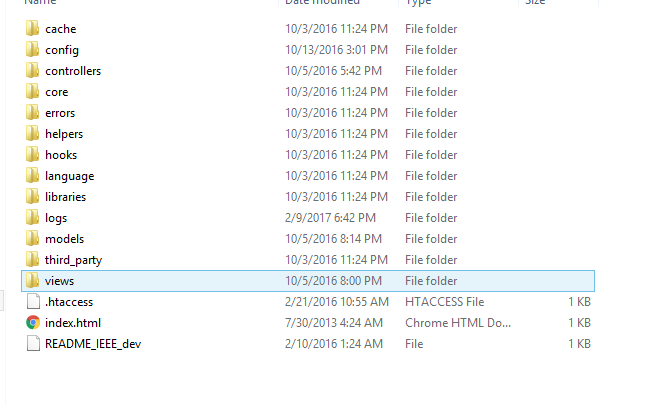 Name Date modified Type Size
cache 10/3/2016 11:24 PM File folder
config 10/13/2016 3:01 PM File folder
controllers 10/5/2016 5:42 PM File folder
core 10/3/2016 11:24 PM File folder
errors 10/3/2016 11:24 PM File folder
helpers 10/3/2016 11:24 PM File folder
hooks 10/3/2016 11:24 PM File folder
language 10/3/2016 11:24 PM File folder
libraries 10/3/2016 11:24 PM File folder
logs 2/9/2017 6:42 PM File folder
models 10/5/2016 8:14 PM File folder
third_party 10/3/2016 11:24 PM File folder
views 10/5/2016 8:00 PM File folder
.htaccess 2/21/2016 10:55 AM HTACCESS File 1 KB
index.html 7/30/2013 4:24 AM Chrome HTML Do... 1 KB
README_IEEE_dev 2/10/2016 1:24 AM File 1 KB